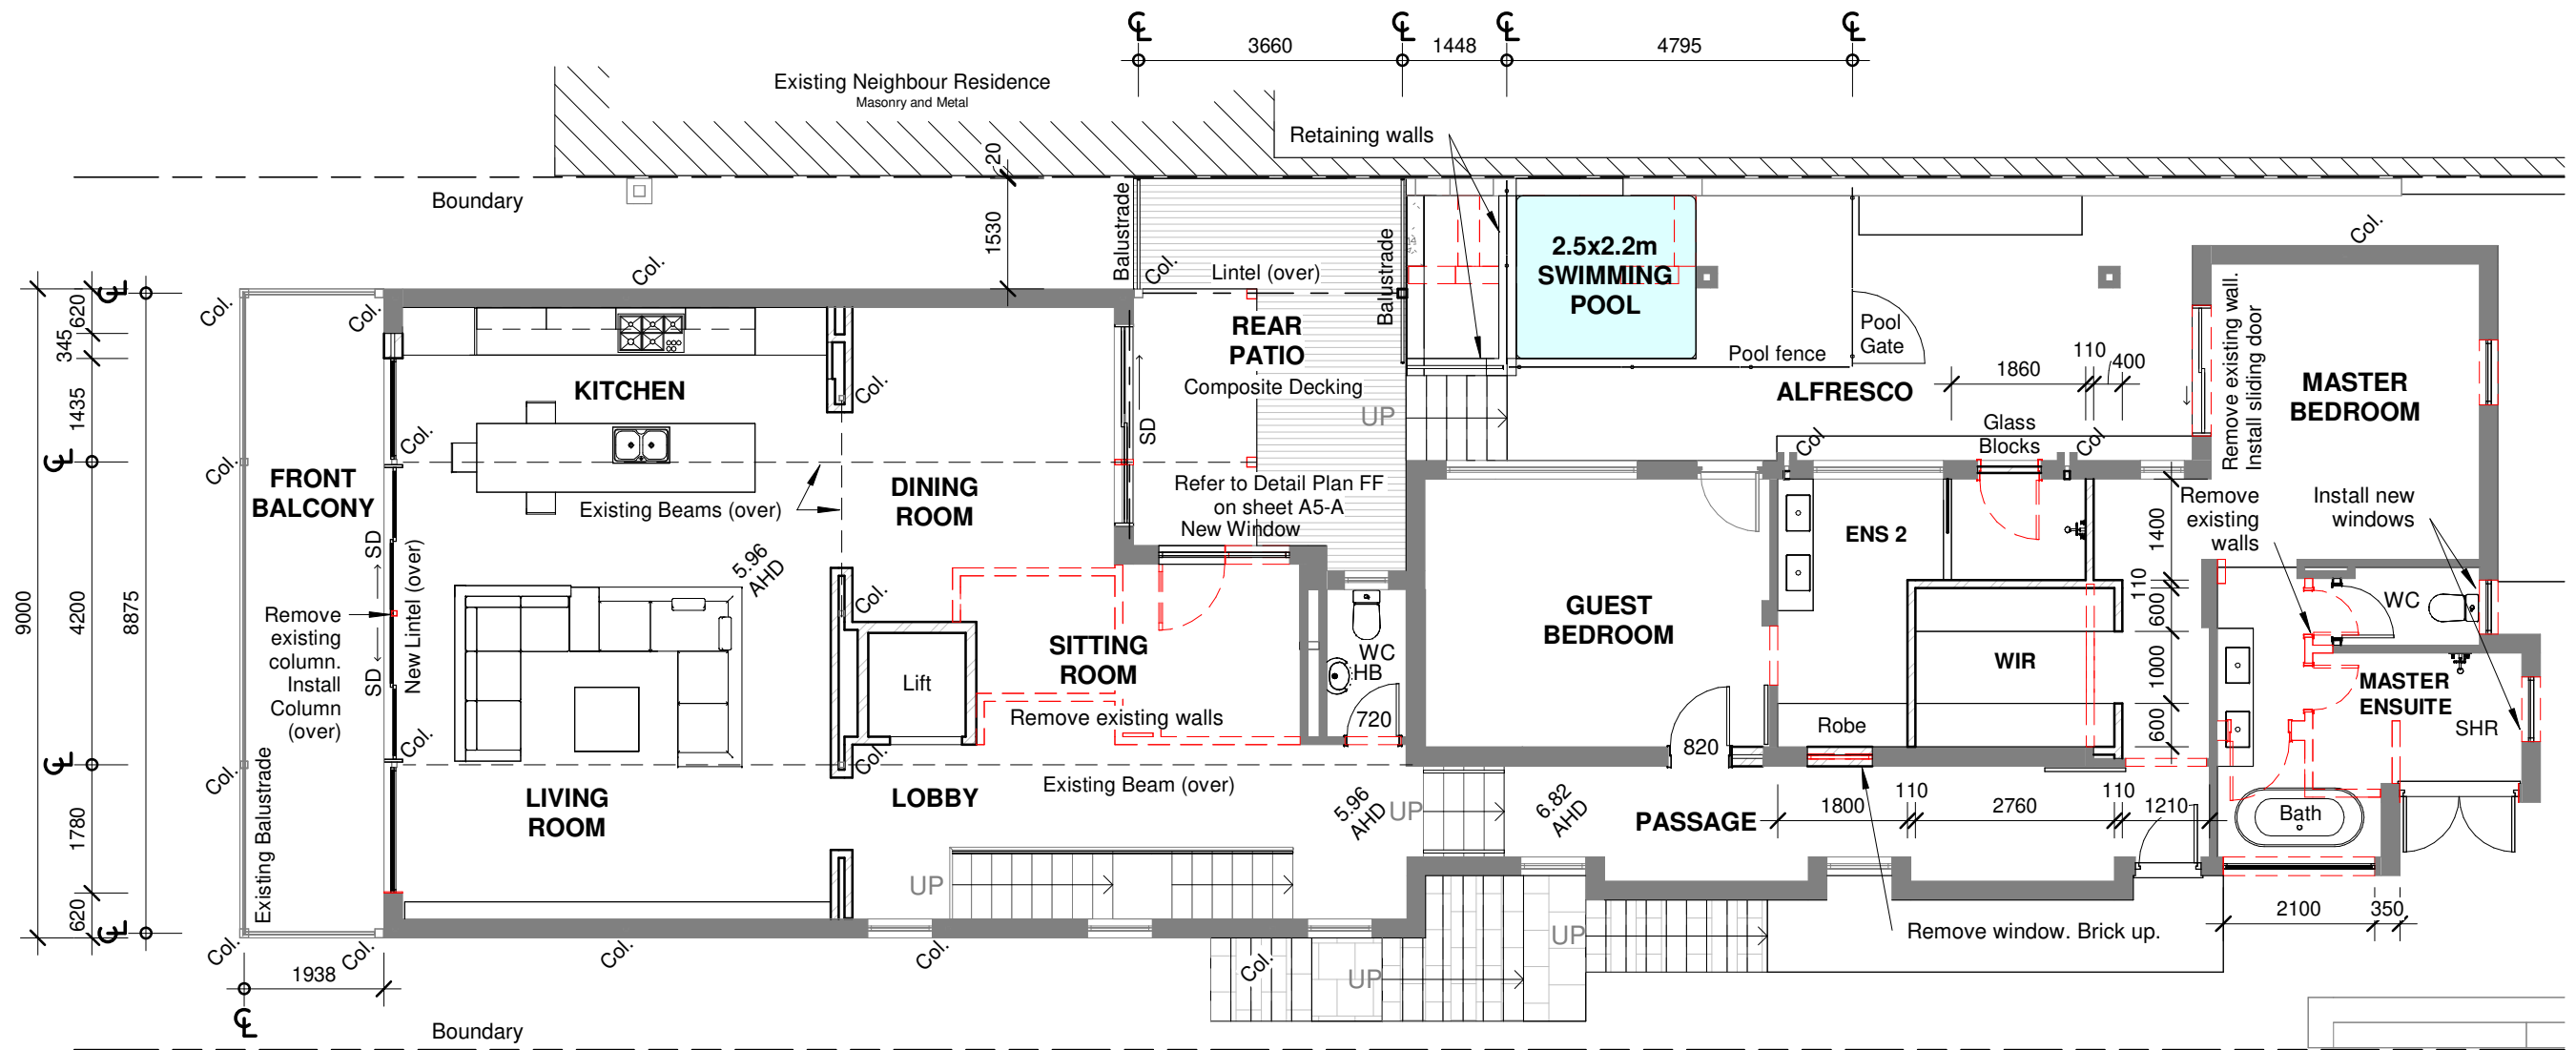 3660
1448
4795
Existing Neighbour Residence
Masonry and Metal
Retaining walls
Boundary
20
1530
Balustrade
Balustrade
Col.
Lintel (over)
REAR
PATIO
Composite Decking
SD
Refer to Detail Plan FF
on sheet A5-A
New Window
2.5x2.2m
SWIMMING
POOL
Pool fence
Pool
Gate
ALFRESCO
UP
1860
110
400
Glass
Blocks
Col
Col
Col.
Remove existing wall.
Install sliding door
MASTER
BEDROOM
Remove
existing
walls
Install new
windows
9000
620
345
1435
4200
1780
620
8875
Col.
Col.
Col.
Col.
Col.
Col.
KITCHEN
Col.
FRONT
BALCONY
SD
SD
New Lintel (over)
Remove
existing
column.
Install
Column
(over)
Existing Balustrade
Existing Beams (over)
5.96
AHD
DINING
ROOM
Col.
Lift
SITTING
ROOM
Remove existing walls
WC
HB
720
GUEST
BEDROOM
820
ENS 2
WIR
Robe
1400
110
600
1000
600
WC
MASTER
ENSUITE
SHR
Bath
Col.
Col.
Col.
LIVING
ROOM
LOBBY
Existing Beam (over)
5.96
AHD
UP
6.82
AHD
PASSAGE
1800
110
2760
110
1210
UP
UP
UP
Remove window. Brick up.
2100
350
Col.
Col.
Col.
Col.
Col.
1938
Boundary